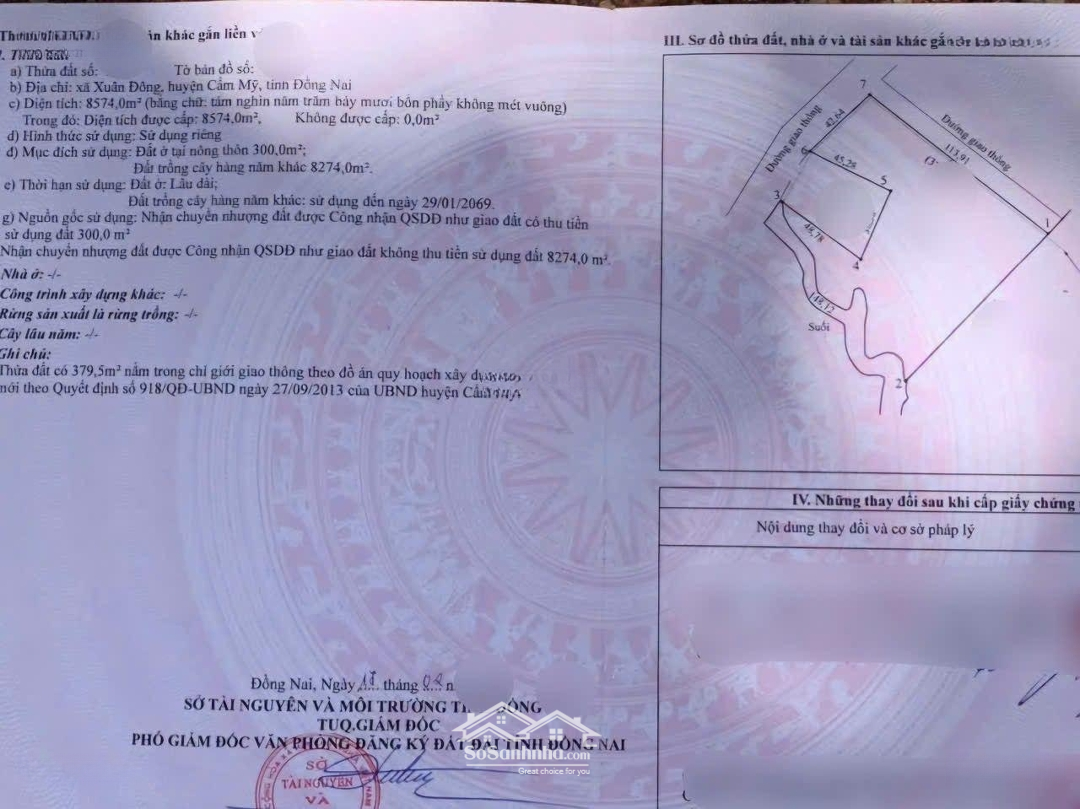 ản khác gắn liền v
a) Thửa đất số: Tờ bản đồ số:
b) Địa chỉ: xã Xuân Đông, huyện Cẩm Mỹ, tỉnh Đồng Nai
c) Diện tích: 8574,0m² (bằng chữ: tám nghìn năm trăm bảy mươi bốn phẩy không mét vuông)
Trong đó: Diện tích được cấp: 8574,0m², Không được cấp: 0,0m².
d) Hình thức sử dụng: Sử dụng riêng
đ) Mục đích sử dụng: Đất ở tại nông thôn 300,0m²;
Đất trồng cây hàng năm khác 8274,0m².
e) Thời hạn sử dụng: Đất ở: Lâu dài;
Đất trồng cây hàng năm khác: sử dụng đến ngày 29/01/2069.
g) Nguồn gốc sử dụng: Nhận chuyển nhượng đất được Công nhận QSDĐ như giao đất có thu tiền
sử dụng đất 300,0 m²
Nhận chuyển nhượng đất được Công nhận QSDĐ như giao đất không thu tiền sử dụng đất 8274,0 m².
Nhà ở: -/-
Công trình xây dựng khác: -/-
Rừng sản xuất là rừng trồng: -/-
Cây lâu năm: -/-
Ghi chú:
Thửa đất có 379,5m² nằm trong chỉ giới giao thông theo đồ án quy hoạch xây
mới theo Quyết định số 918/QĐ-UBND ngày 27/09/2013 của UBND huyện
Đồng Nai, Ngày 17 tháng
SỞ TÀI NGUYÊN VÀ MÔI TRƯỜNG
TUQ.GIÁM ĐỐC
PHÓ GIÁM ĐỐC VĂN PHÒNG ĐĂNG KÝ ĐẤT ĐAI TỈNH ĐỒNG NAI
SỞ
TÀI NGUYÊN
VÀ
SoSanhnha.com
Great choice for you
III. Sơ đồ thửa đất, nhà ở và tài sản khác gắn
7
Đường giao thông
42,64
Đường giao thông
113,91
6
45,28
5
3
1
48,78
4
148,12
Suối
2
IV. Những thay đổi sau khi cấp giấy chứng
Nội dung thay đổi và cơ sở pháp lý